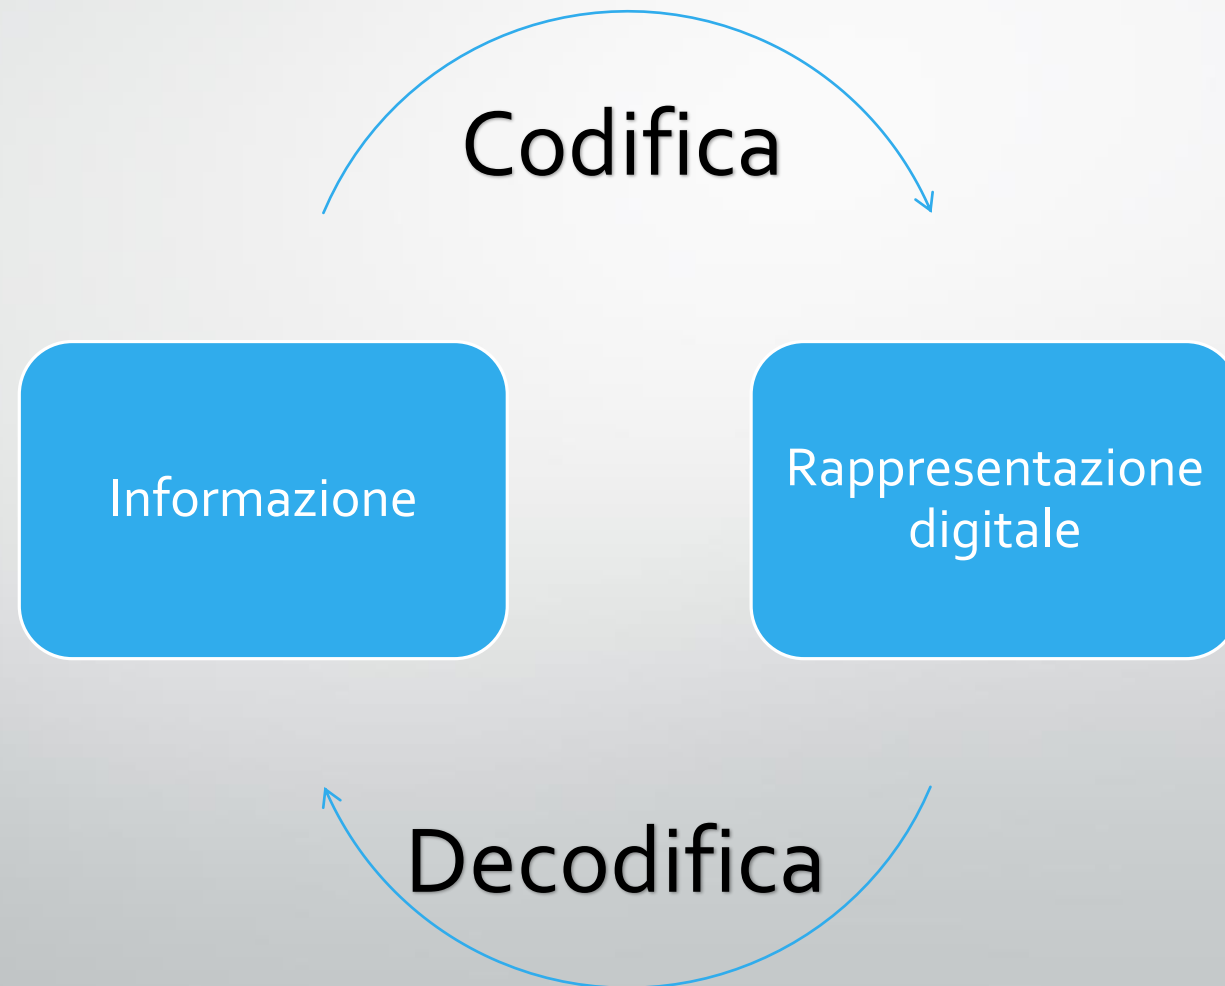 Codifica
Informazione
Rappresentazione
digitale
Decodifica